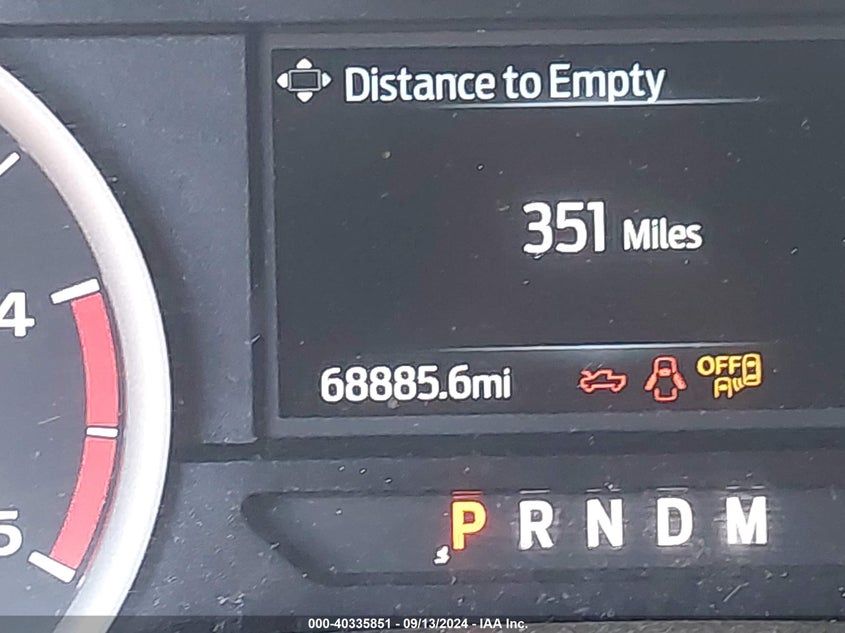 Distance to Empty
4
351 Miles
68885.6mi
OFF
5
P R N D M
000-40335851 - 09/13/2024 - IAA Inc.